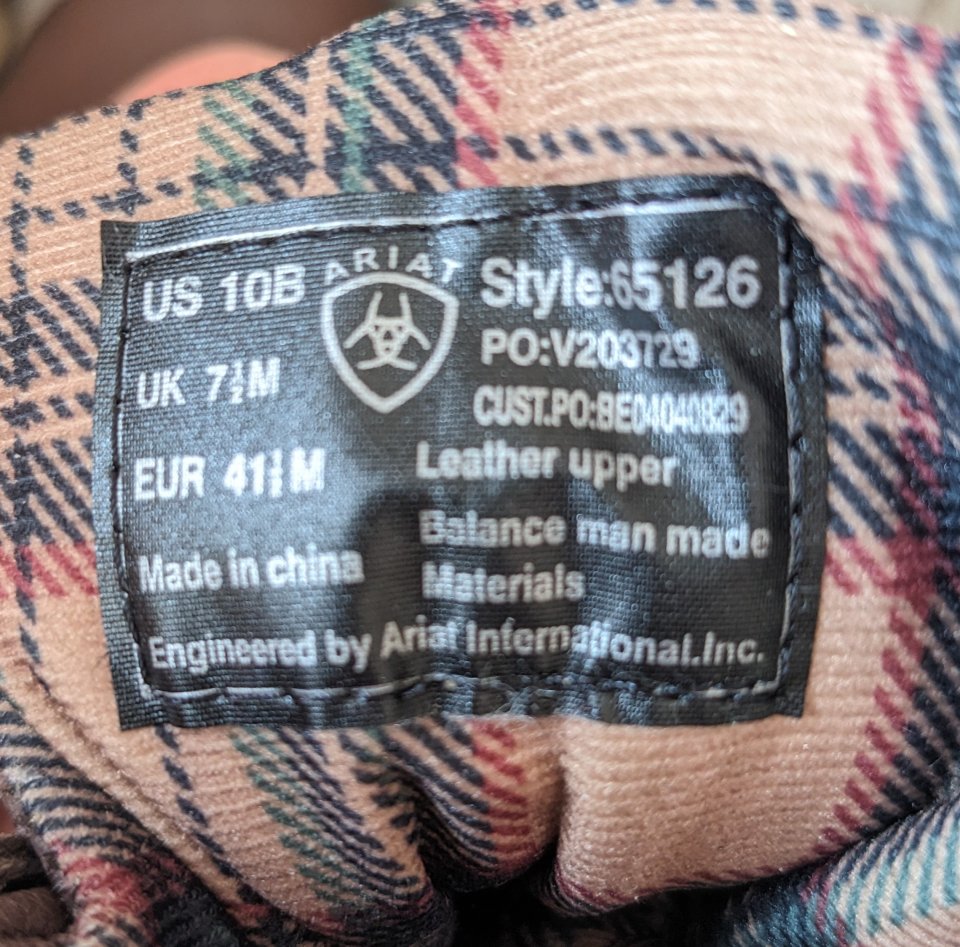 US 10B
ARIAT
Style:65126
UK 7½M
PO:V203729
CUST.PO:BE04040829
EUR 41½M
Leather upper
Balance man made
Materials
Made in china
Engineered by Ariat International.Inc.